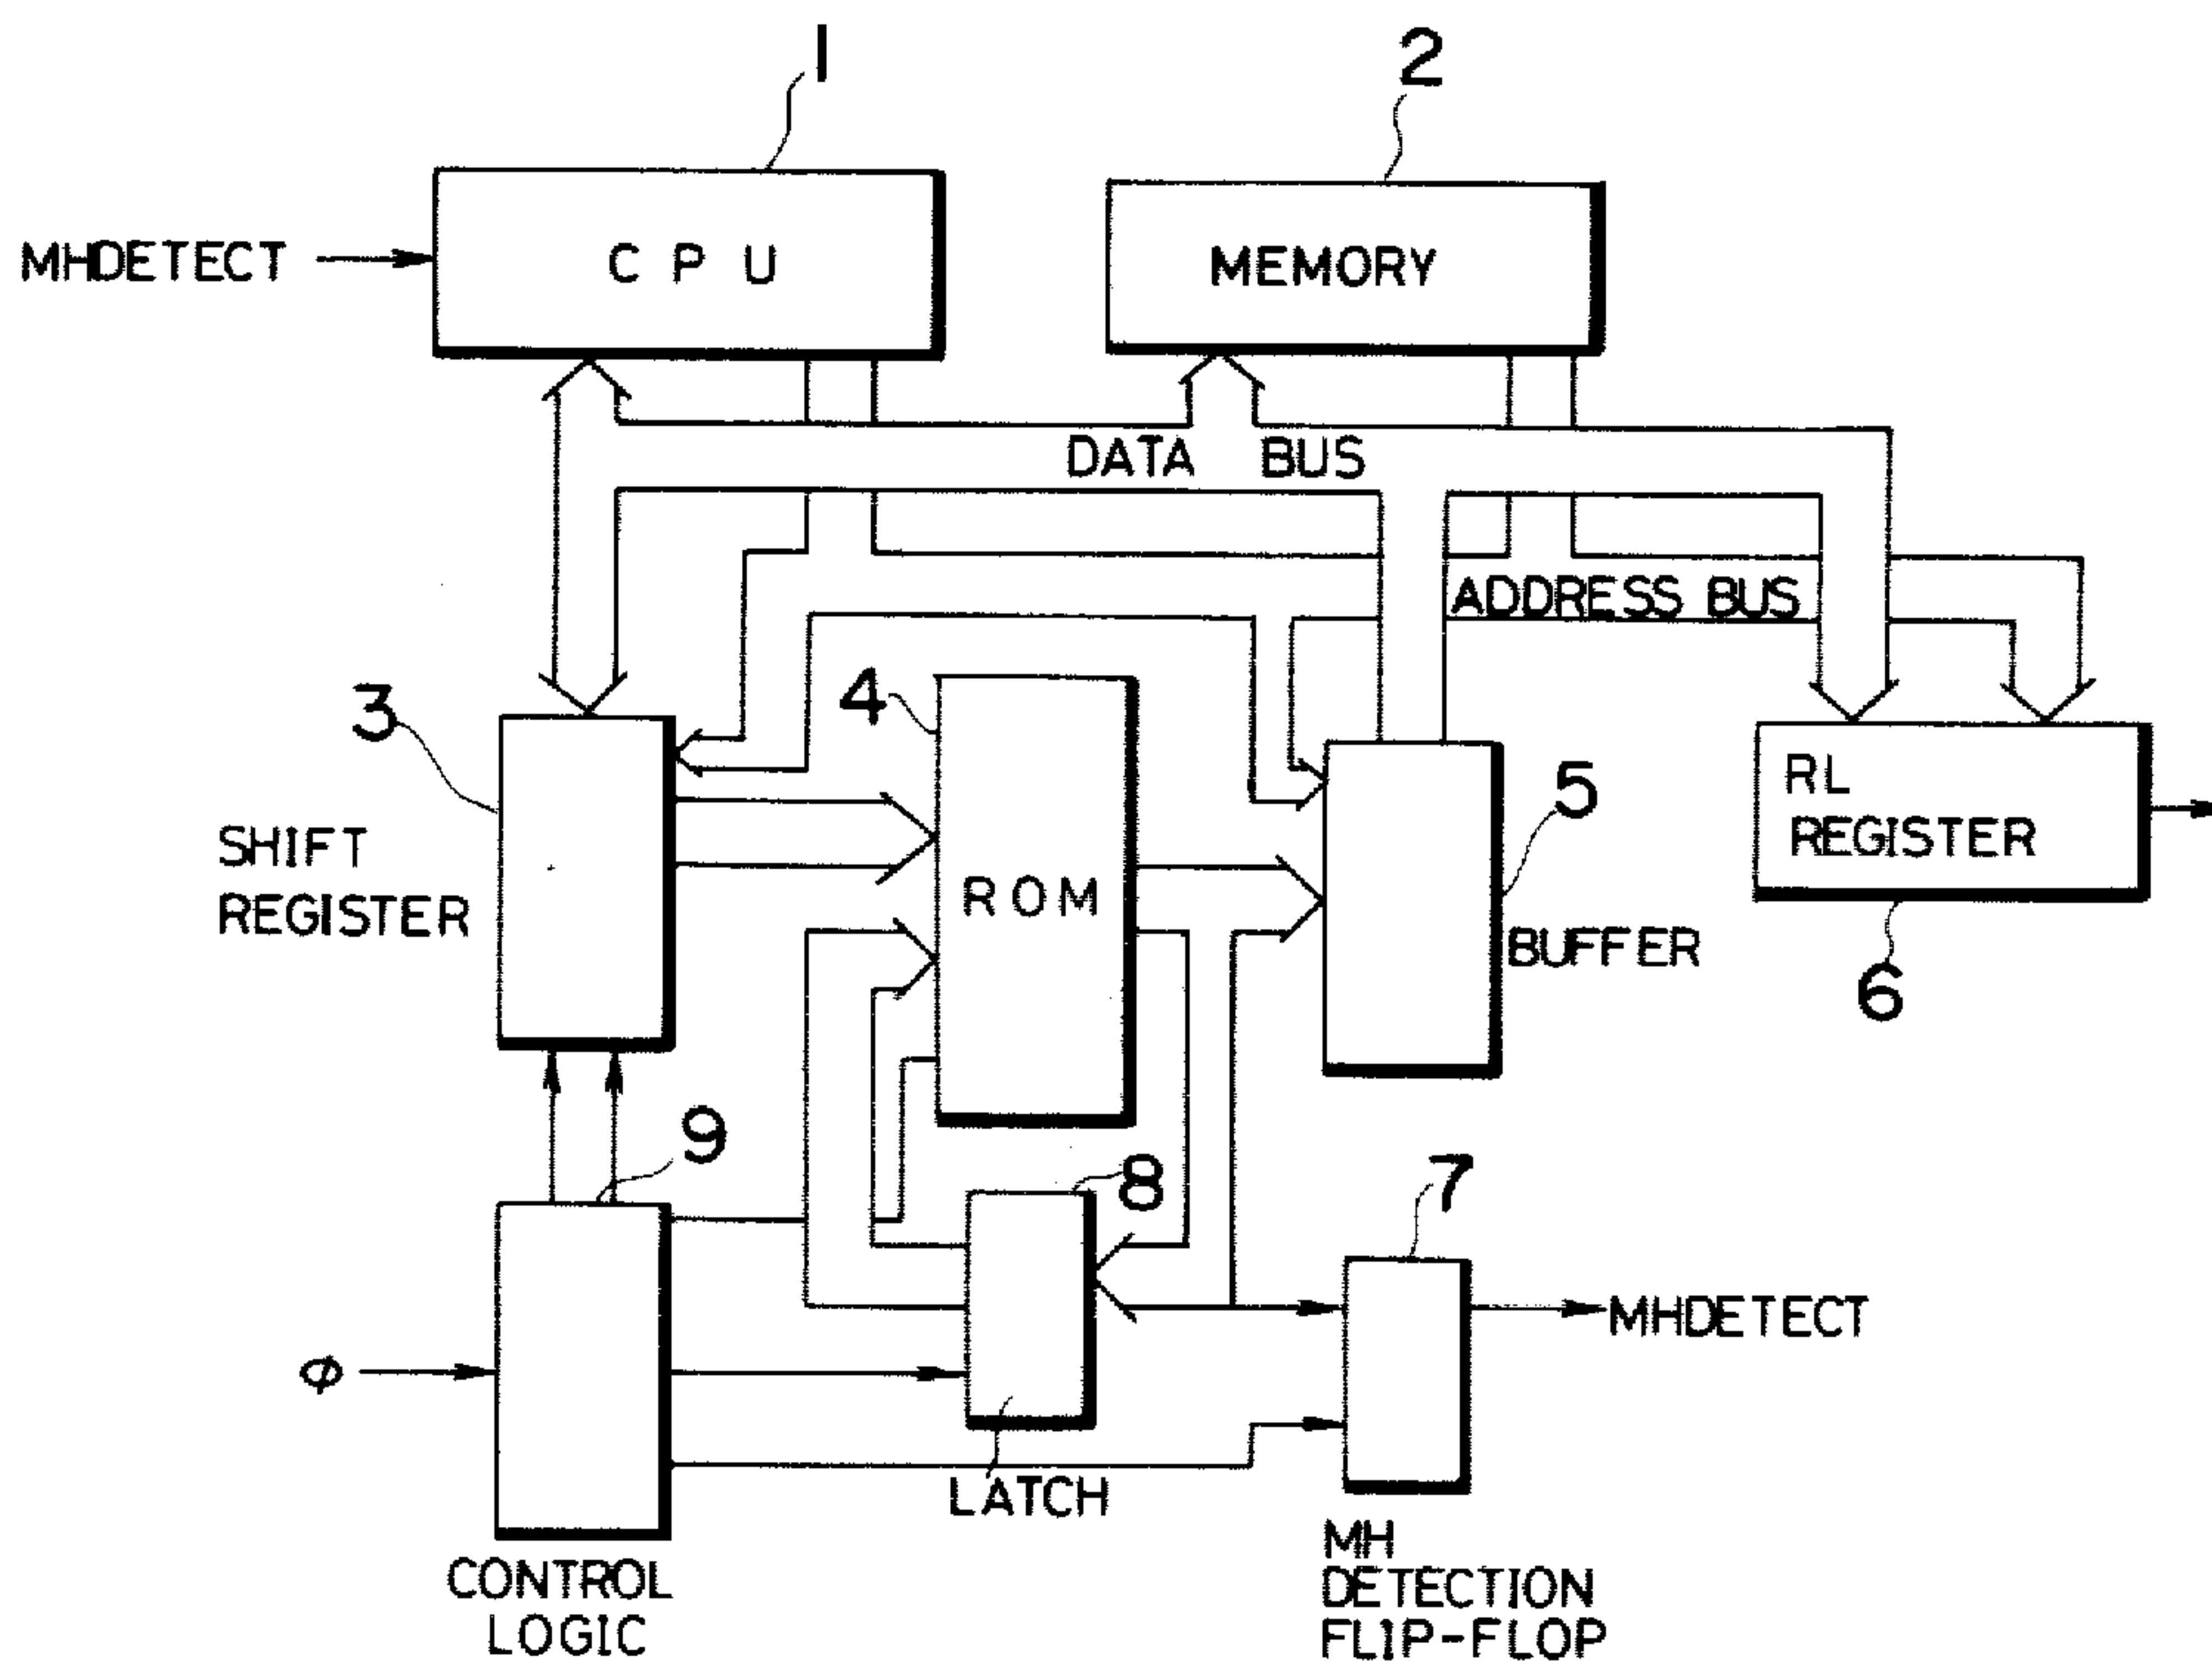 1
2
MHDETECT
C P U
MEMORY
DATA BUS
ADDRESS BUS
3
4
5
SHIFT
REGISTER
ROM
BUFFER
RL
REGISTER
6
9
8
7
MHDETECT
Φ
LATCH
CONTROL
LOGIC
MH
DETECTION
FLIP-FLOP